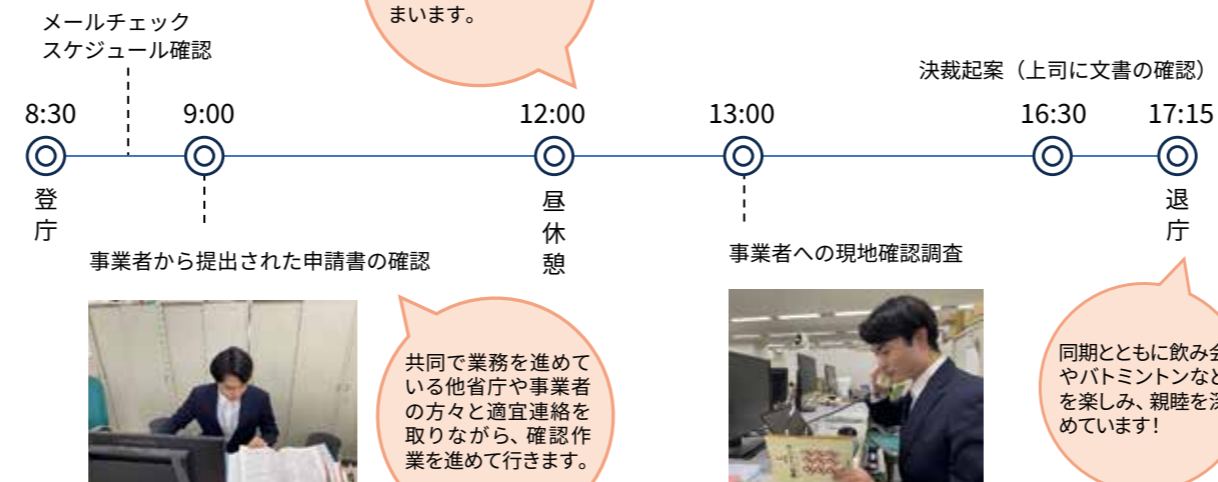 まいます。
メールチェック
スケジュール確認
決裁起案（上司に文書の確認）
8:30
9:00
12:00
13:00
16:30
17:15
登庁
昼休憩
退庁
事業者から提出された申請書の確認
事業者への現地確認調査
共同で業務を進めて
いる他省庁や事業者
の方々と適宜連絡を
取りながら、確認作
業を進めて行きます。
同期とともに飲み会
やバトミントンなど
を楽しみ、親睦を深
めています！